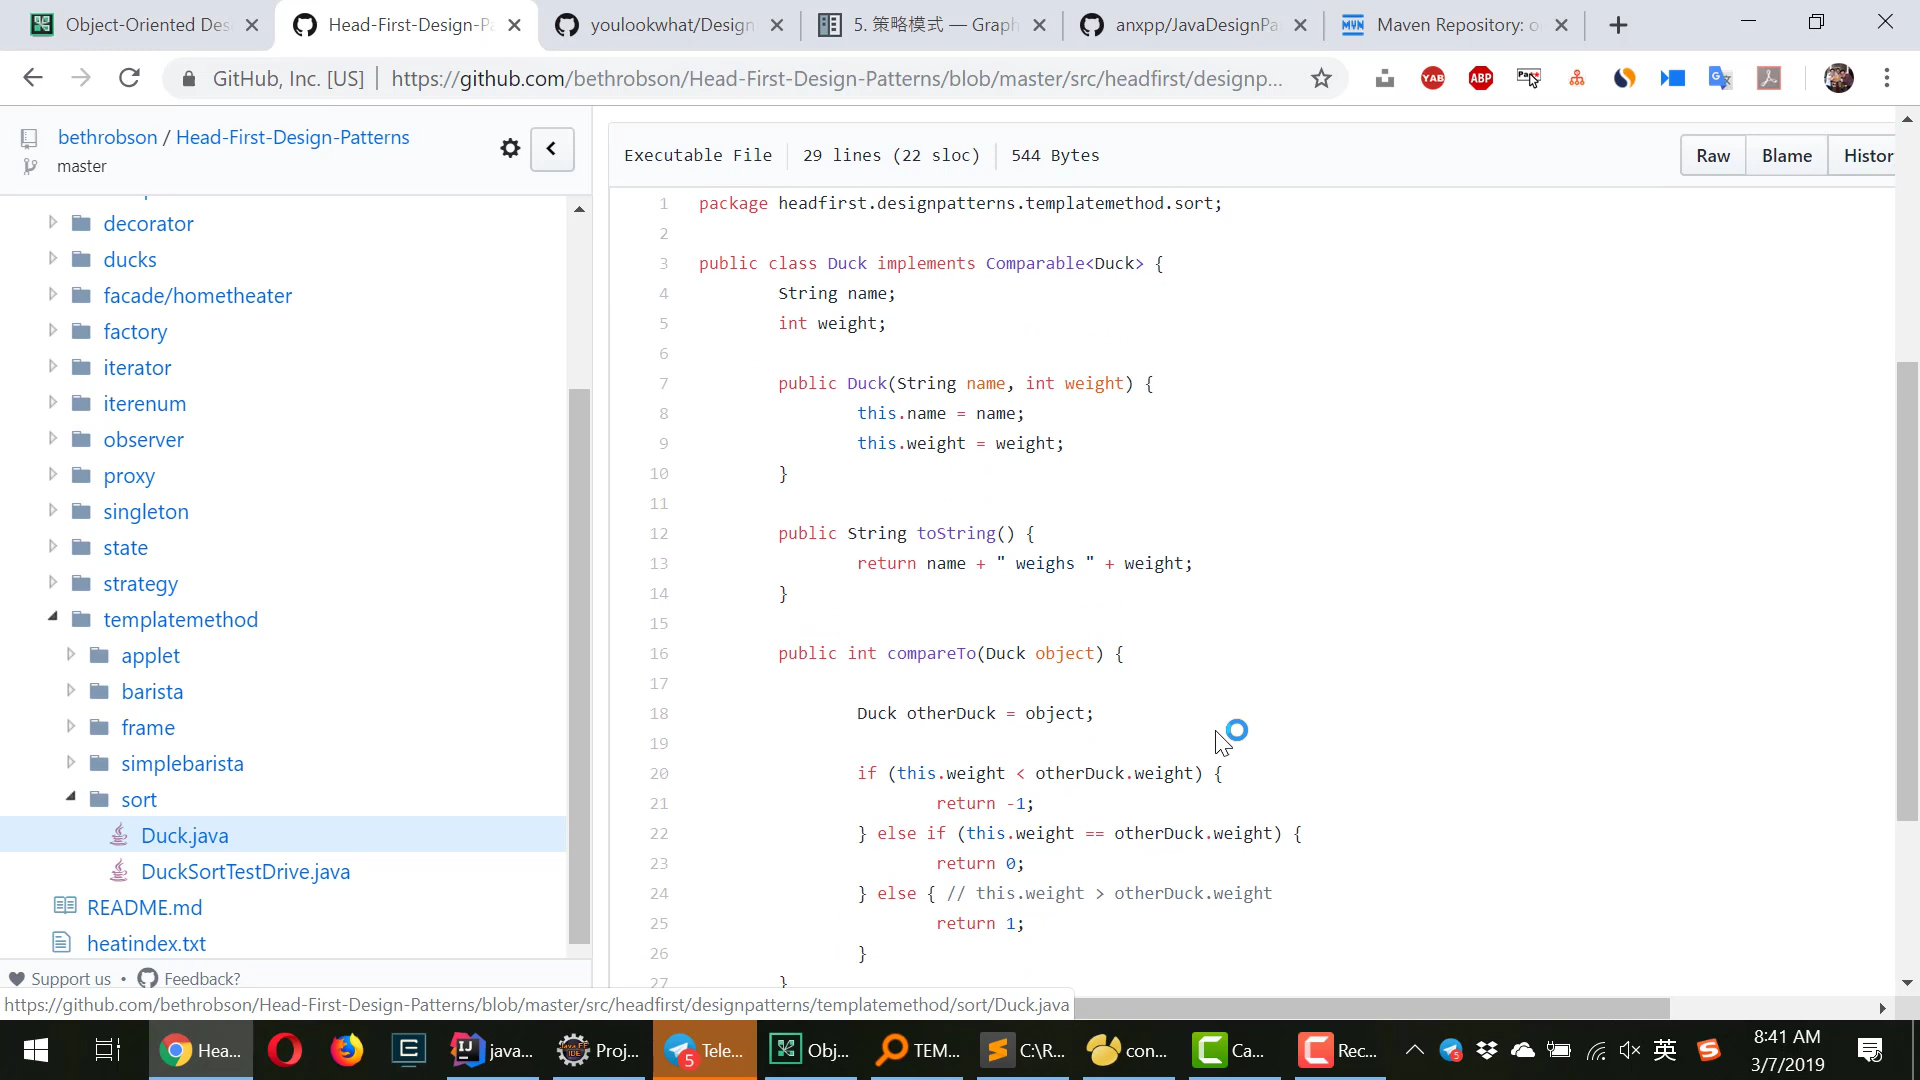 Object-Oriented Des
Head-First-Design-Pa
youlookwhat/Design
5. 策略模式 — Graph
anxpp/JavaDesignPa
Maven Repository: o
GitHub, Inc. [US]
https://github.com/bethrobson/Head-First-Design-Patterns/blob/master/src/headfirst/designp...
YAB
ABP
bethrobson / Head-First-Design-Patterns
master
decorator
ducks
facade/hometheater
factory
iterator
iterenum
observer
proxy
singleton
state
strategy
templatemethod
applet
barista
frame
simplebarista
sort
Duck.java
DuckSortTestDrive.java
README.md
heatindex.txt
Support us • Feedback?
Executable File 29 lines (22 sloc) 544 Bytes
Raw Blame Histor
1 package headfirst.designpatterns.templatemethod.sort;
2
3 public class Duck implements Comparable<Duck> {
4 String name;
5 int weight;
6
7 public Duck(String name, int weight) {
8 this.name = name;
9 this.weight = weight;
10 }
11
12 public String toString() {
13 return name + " weighs " + weight;
14 }
15
16 public int compareTo(Duck object) {
17
18 Duck otherDuck = object;
19
20 if (this.weight < otherDuck.weight) {
21 return -1;
22 } else if (this.weight == otherDuck.weight) {
23 return 0;
24 } else { // this.weight > otherDuck.weight
25 return 1;
26 }
27 }
https://github.com/bethrobson/Head-First-Design-Patterns/blob/master/src/headfirst/designpatterns/templatemethod/sort/Duck.java
Hea...
java...
Proj...
Tele...
Obj...
TEM...
C:\R...
con...
Ca...
Rec...
英
8:41 AM
3/7/2019